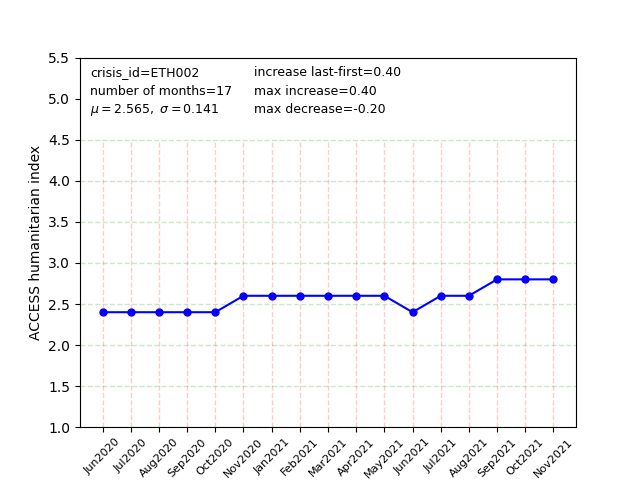 crisis_id=ETH002
number of months=17
μ = 2.565, σ = 0.141
increase last-first=0.40
max increase=0.40
max decrease=-0.20
ACCESS humanitarian index
5.5
5.0
4.5
4.0
3.5
3.0
2.5
2.0
1.5
1.0
Jun2020
Jul2020
Aug2020
Sep2020
Oct2020
Nov2020
Jan2021
Feb2021
Mar2021
Apr2021
May2021
Jun2021
Jul2021
Aug2021
Sep2021
Oct2021
Nov2021